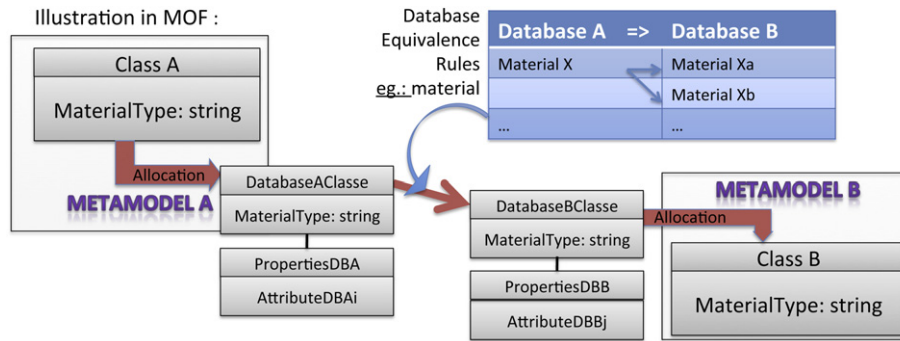 Illustration in MOF :
Class A
MaterialType: string
Allocation
METAMODEL A
DatabaseAClasse
MaterialType: string
PropertiesDBA
AttributeDBAi
Database
Equivalence
Rules
eg.: material
Database A => Database B
Material X Material Xa
Material Xb
... ...
DatabaseBClasse
MaterialType: string
PropertiesDBB
AttributeDBBj
METAMODEL B
Allocation
Class B
MaterialType: string